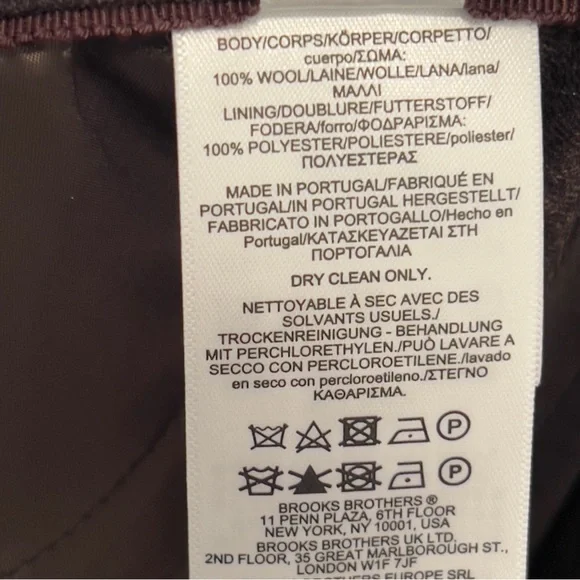 BODY/CORPS/KÖRPER/CORPETTO/
cuerpo/ΣΩΜΑ:
100% WOOL/LAINE/WOLLE/LANA/lana/
ΜΑΛΛΙ
LINING/DOUBLURE/FUTTERSTOFF/
FODERA/forro/ΦΟΔΡΑΡΙΣΜΑ:
100% POLYESTER/POLIESTERE/poliester/
ΠΟΛΥΕΣΤΕΡΑΣ
MADE IN PORTUGAL/FABRIQUÉ EN
PORTUGAL/IN PORTUGAL HERGESTELLT/
FABBRICATO IN PORTOGALLO/Hecho en
Portugal/ΚΑΤΑΣΚΕΥΑΖΕΤΑΙ ΣΤΗ
ΠΟΡΤΟΓΑΛΙΑ
DRY CLEAN ONLY.
NETTOYABLE À SEC AVEC DES
SOLVANTS USUELS./
TROCKENREINIGUNG - BEHANDLUNG
MIT PERCHLORETHYLEN./PUÒ LAVARE A
SECCO CON PERCLOROETILENE./lavado
en seco con percloroetileno./ΣΤΕΓΝΟ
ΚΑΘΑΡΙΣΜΑ.
P
P
BROOKS BROTHERS ®
11 PENN PLAZA, 6TH FLOOR
NEW YORK, NY 10001, USA
BROOKS BROTHERS UK LTD.
2ND FLOOR, 35 GREAT MARLBOROUGH ST.,
LONDON W1F 7JF
BROTHERS EUROPE SRL